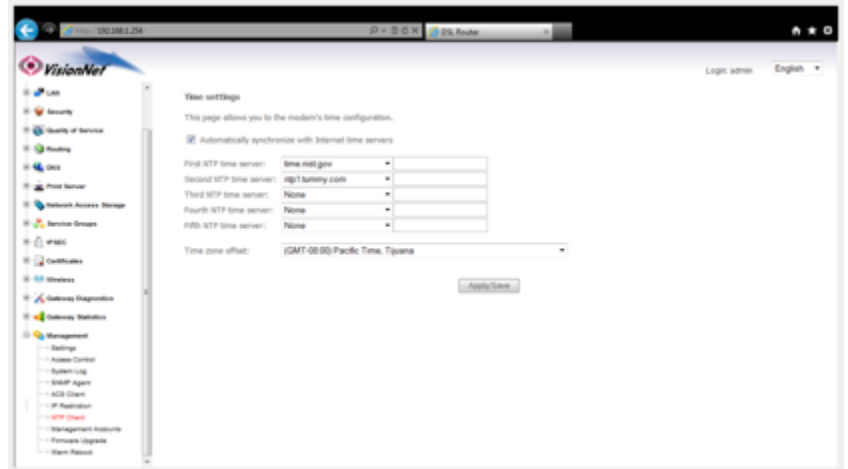 http://192.168.1.254/
DSL Router
VisionNet
Login: admin
English
LAN
Security
Quality of Service
Routing
DNS
Print Server
Network Access Storage
Service Groups
IPSEC
Certificates
Wireless
Gateway Diagnostics
Gateway Statistics
Management
Settings
Access Control
System Log
SNMP Agent
ACS Client
IP Restriction
NTP Client
Management Accounts
Firmware Upgrade
Warm Reboot
Time settings
This page allows you to the modem's time configuration.
Automatically synchronize with Internet time servers
First NTP time server: time.nist.gov
Second NTP time server: ntp1.tummy.com
Third NTP time server: None
Fourth NTP time server: None
Fifth NTP time server: None
Time zone offset: (GMT-08:00) Pacific Time, Tijuana
Apply/Save